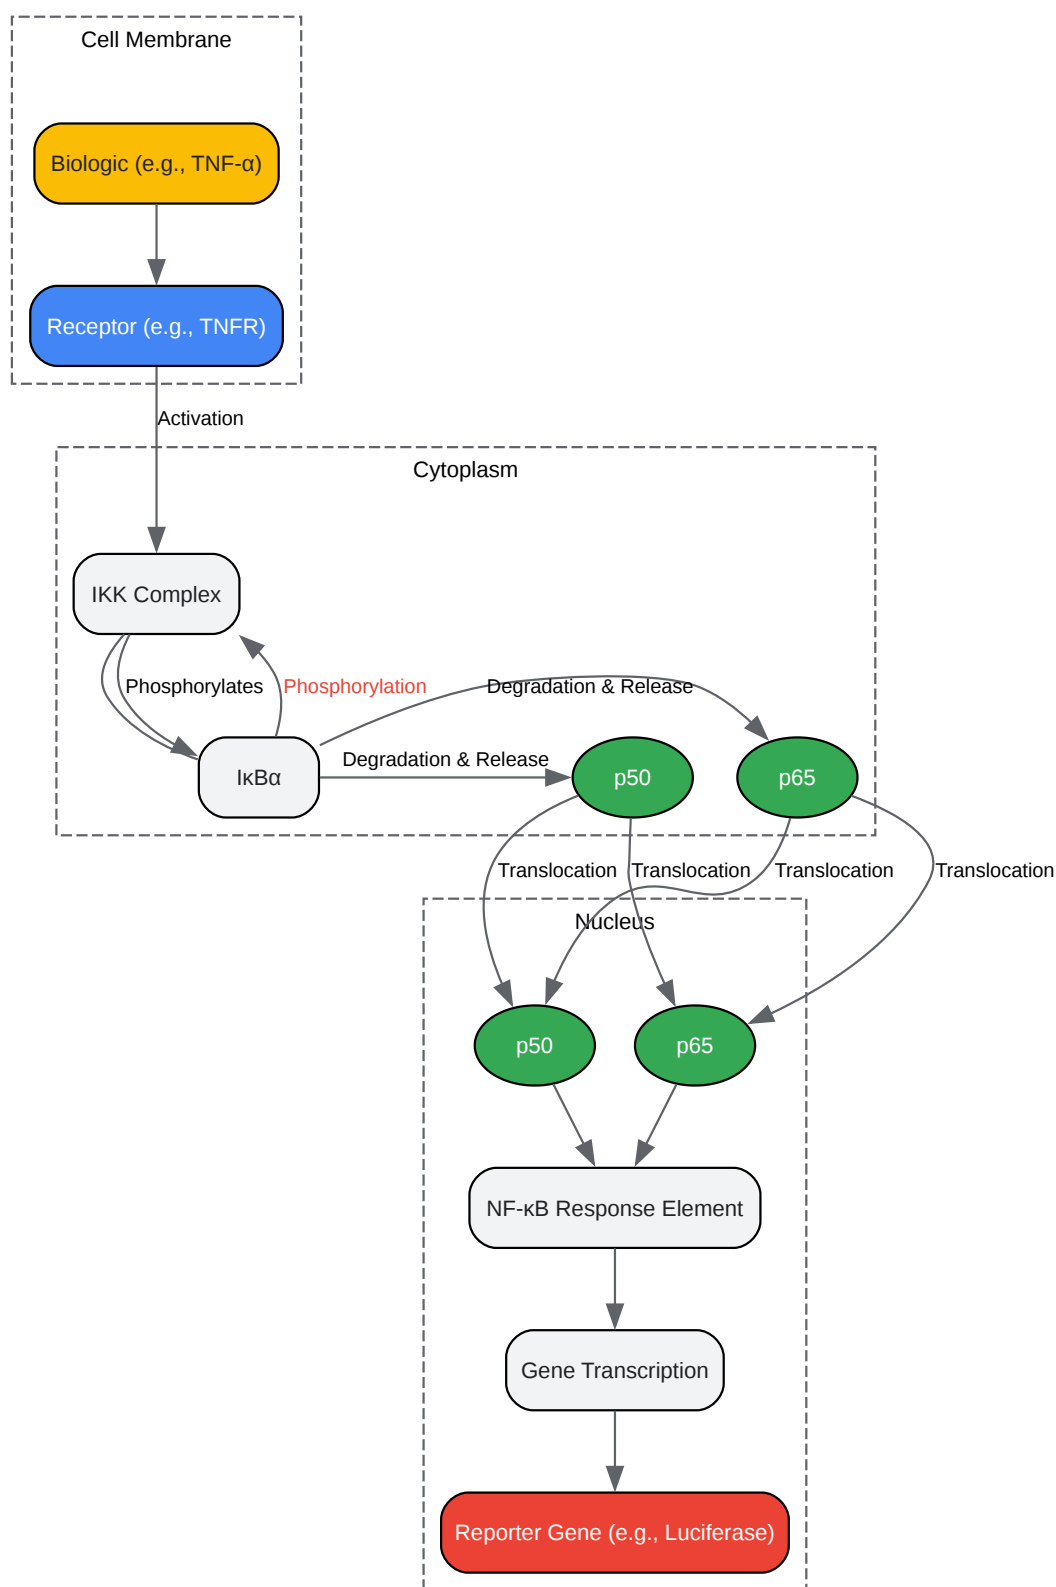 Cell Membrane
Biologic (e.g., TNF-α)
Receptor (e.g., TNFR)
Activation
Cytoplasm
IKK Complex
Phosphorylates
Phosphorylation
Degradation & Release
Degradation & Release
IκBα
p50
p65
Translocation
Translocation
Translocation
Translocation
Nucleus
p50
p65
NF-κB Response Element
Gene Transcription
Reporter Gene (e.g., Luciferase)